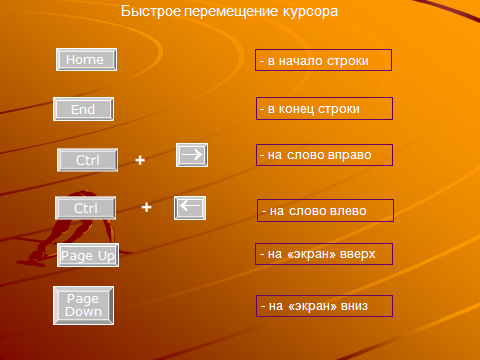 Быстрое перемещение курсора
Home - в начало строки
End - в конец строки
Ctrl + → - на слово вправо
Ctrl + ← - на слово влево
Page Up - на «экран» вверх
Page
Down - на «экран» вниз